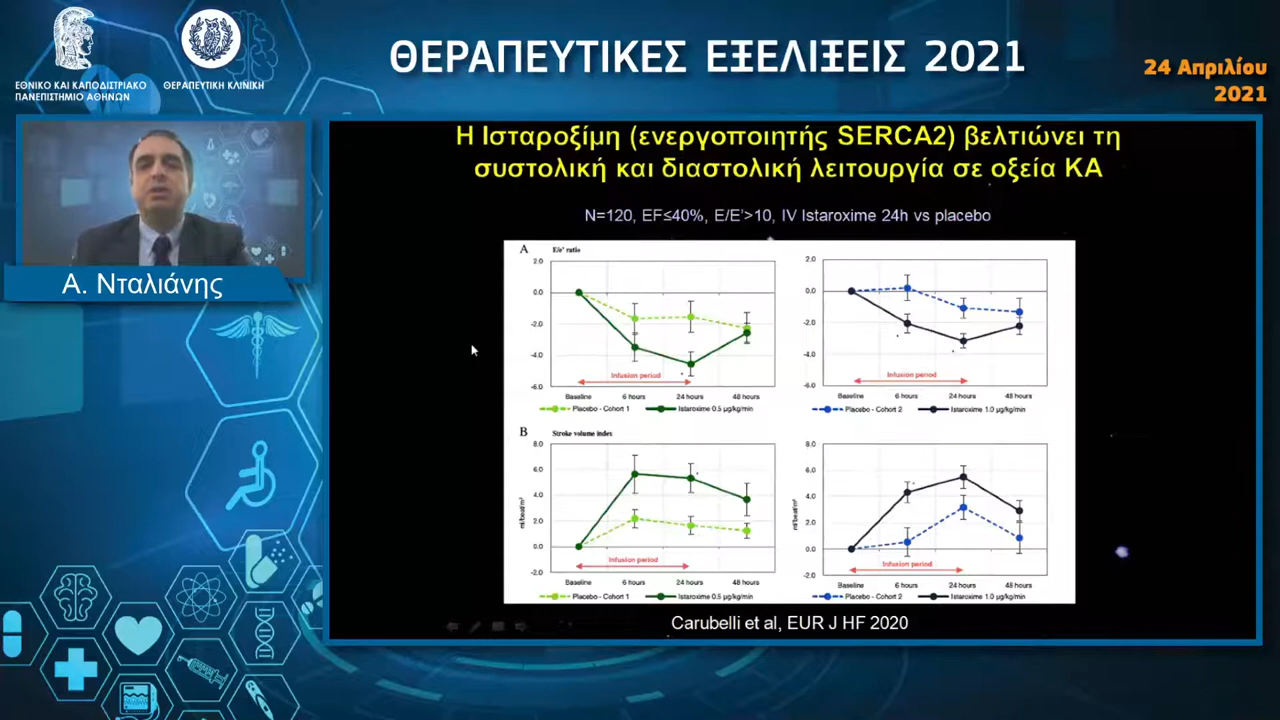 ΕΘΝΙΚΟ ΚΑΙ ΚΑΠΟΔΙΣΤΡΙΑΚΟ
ΠΑΝΕΠΙΣΤΗΜΙΟ ΑΘΗΝΩΝ
ΘΕΡΑΠΕΥΤΙΚΗ ΚΛΙΝΙΚΗ
ΘΕΡΑΠΕΥΤΙΚΕΣ ΕΞΕΛΙΞΕΙΣ 2021
24 Απριλίου
2021
Α. Νταλιάνης
Η Ισταροξίμη (ενεργοποιητής SERCA2) βελτιώνει τη
συστολική και διαστολική λειτουργία σε οξεία ΚΑ
N=120, EF≤40%, E/E'>10, IV Istaroxime 24h vs placebo
A E/e' ratio
2.0
0.0
-2.0
-4.0
-6.0
Infusion period
Baseline 6 hours 24 hours 48 hours
Placebo - Cohort 1 Istaroxime 0.5 µg/kg/min
2.0
0.0
-2.0
-4.0
-6.0
Infusion period
Baseline 6 hours 24 hours 48 hours
Placebo - Cohort 2 Istaroxime 1.0 µg/kg/min
B Stroke volume index
ml/beat/m²
8.0
6.0
4.0
2.0
0.0
-2.0
Infusion period
Baseline 6 hours 24 hours 48 hours
Placebo - Cohort 1 Istaroxime 0.5 µg/kg/min
ml/beat/m²
8.0
6.0
4.0
2.0
0.0
-2.0
Infusion period
Baseline 6 hours 24 hours 48 hours
Placebo - Cohort 2 Istaroxime 1.0 µg/kg/min
Carubelli et al, EUR J HF 2020